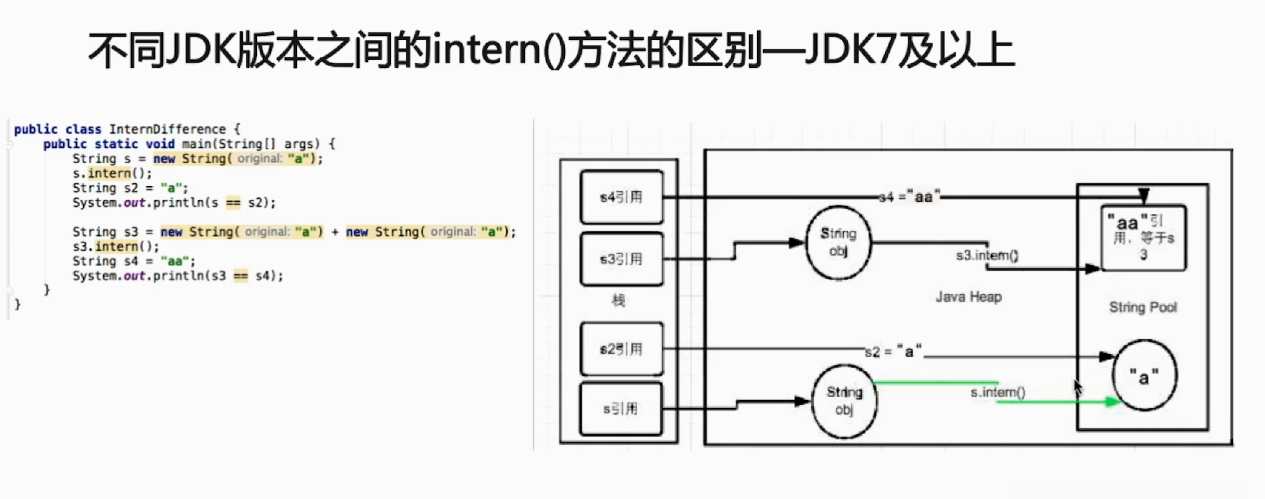 不同JDK版本之间的intern()方法的区别—JDK7及以上
public class InternDifference {
public static void main(String[] args) {
String s = new String( original: "a");
s.intern();
String s2 = "a";
System.out.println(s == s2);
String s3 = new String( original: "a") + new String( original: "a");
s3.intern();
String s4 = "aa";
System.out.println(s3 == s4);
}
}
s4引用
s3引用
栈
s2引用
s引用
s4 ="aa"
String
obj
s3.intern()
Java Heap
s2 = "a"
String
obj
s.intern()
"aa"引
用，等于s
3
String Pool
"a"